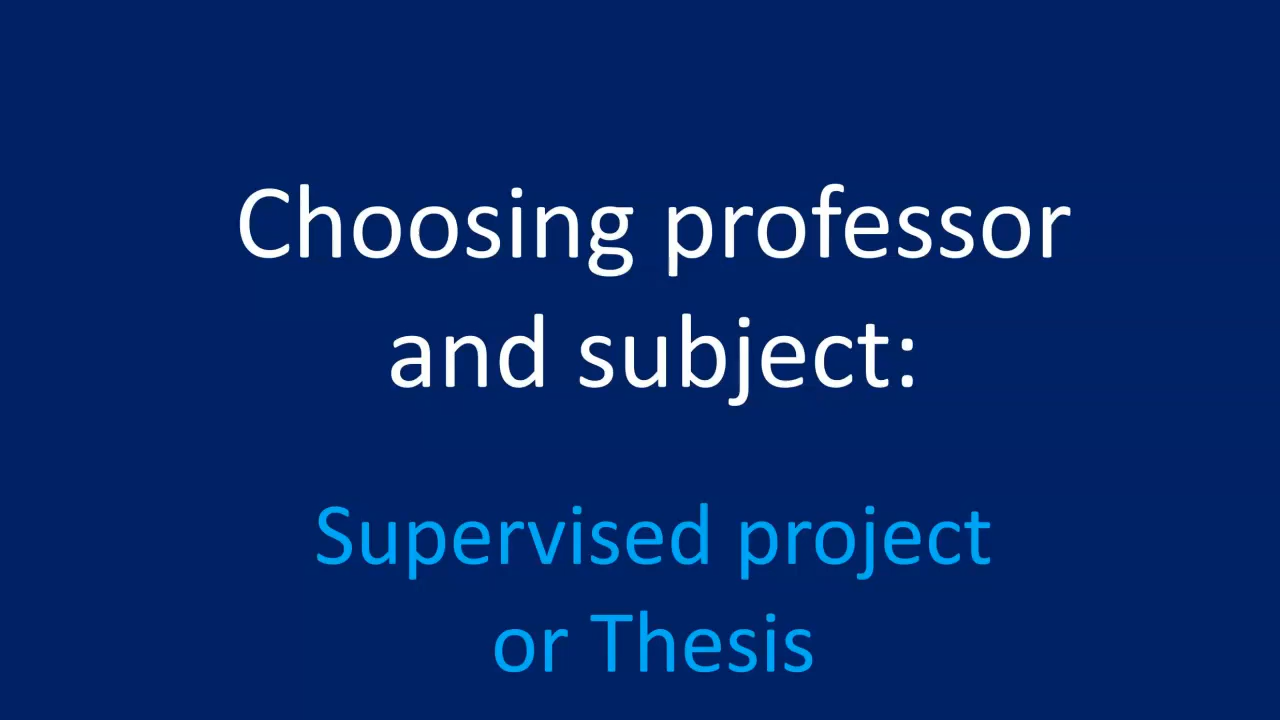 Choosing professor
and subject:
Supervised project
or Thesis